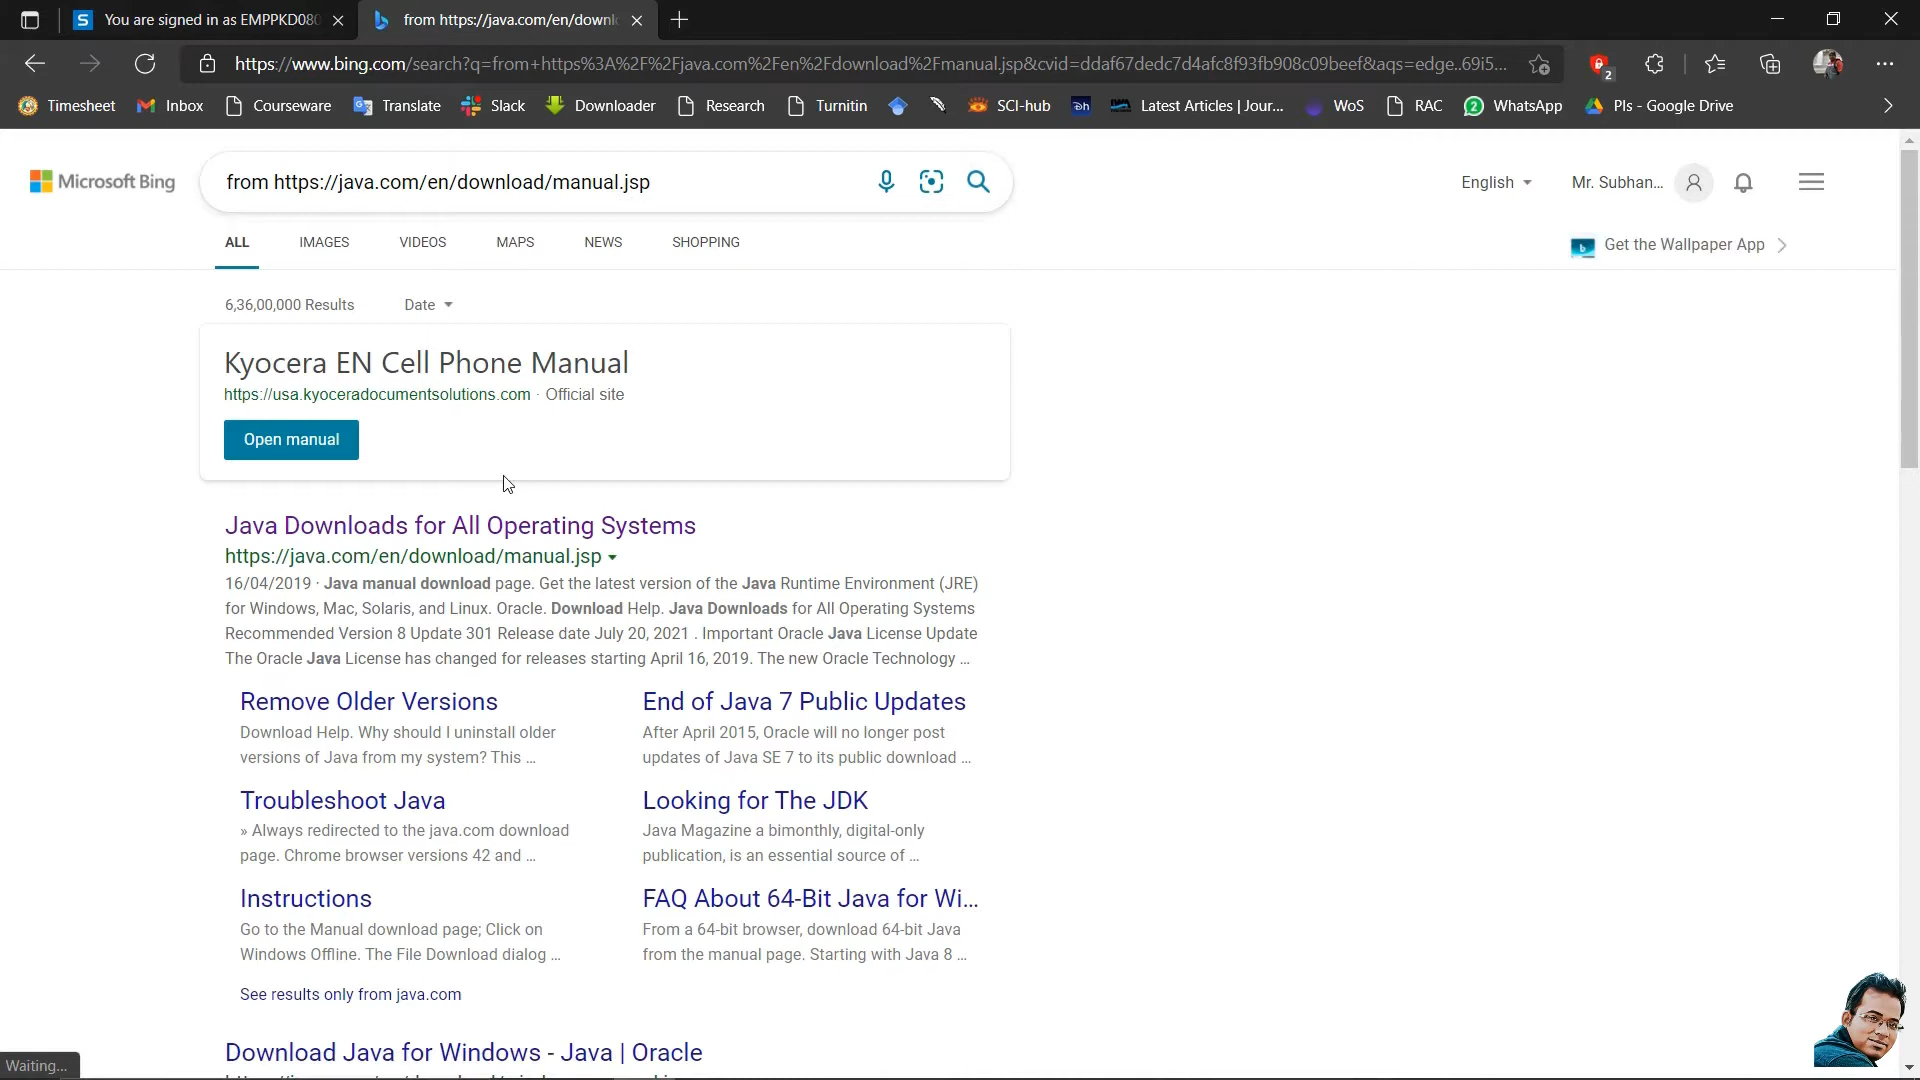 You are signed in as EMPPKD080
from https://java.com/en/downl
https://www.bing.com/search?q=from+https%3A%2F%2Fjava.com%2Fen%2Fdownload%2Fmanual.jsp&cvid=ddaf67dedc7d4afc8f93fb908c09beef&aqs=edge..69i5...
2
Timesheet
Inbox
Courseware
Translate
Slack
Downloader
Research
Turnitin
SCI-hub
Latest Articles | Jour...
WoS
RAC
WhatsApp
PIs - Google Drive
Microsoft Bing
from https://java.com/en/download/manual.jsp
English
Mr. Subhan...
ALL
IMAGES
VIDEOS
MAPS
NEWS
SHOPPING
Get the Wallpaper App
6,36,00,000 Results
Date
Kyocera EN Cell Phone Manual
https://usa.kyoceradocumentsolutions.com · Official site
Open manual
Java Downloads for All Operating Systems
https://java.com/en/download/manual.jsp
16/04/2019 · Java manual download page. Get the latest version of the Java Runtime Environment (JRE)
for Windows, Mac, Solaris, and Linux. Oracle. Download Help. Java Downloads for All Operating Systems
Recommended Version 8 Update 301 Release date July 20, 2021 . Important Oracle Java License Update
The Oracle Java License has changed for releases starting April 16, 2019. The new Oracle Technology ...
Remove Older Versions
Download Help. Why should I uninstall older
versions of Java from my system? This ...
End of Java 7 Public Updates
After April 2015, Oracle will no longer post
updates of Java SE 7 to its public download ...
Troubleshoot Java
» Always redirected to the java.com download
page. Chrome browser versions 42 and ...
Looking for The JDK
Java Magazine a bimonthly, digital-only
publication, is an essential source of ...
Instructions
Go to the Manual download page; Click on
Windows Offline. The File Download dialog ...
FAQ About 64-Bit Java for Wi...
From a 64-bit browser, download 64-bit Java
from the manual page. Starting with Java 8 ...
See results only from java.com
Download Java for Windows - Java | Oracle
Waiting...